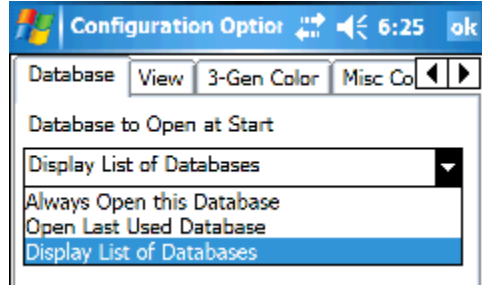 Configuration Optior 6:25 ok
Database View 3-Gen Color Misc Co
Database to Open at Start
Display List of Databases
Always Open this Database
Open Last Used Database
Display List of Databases